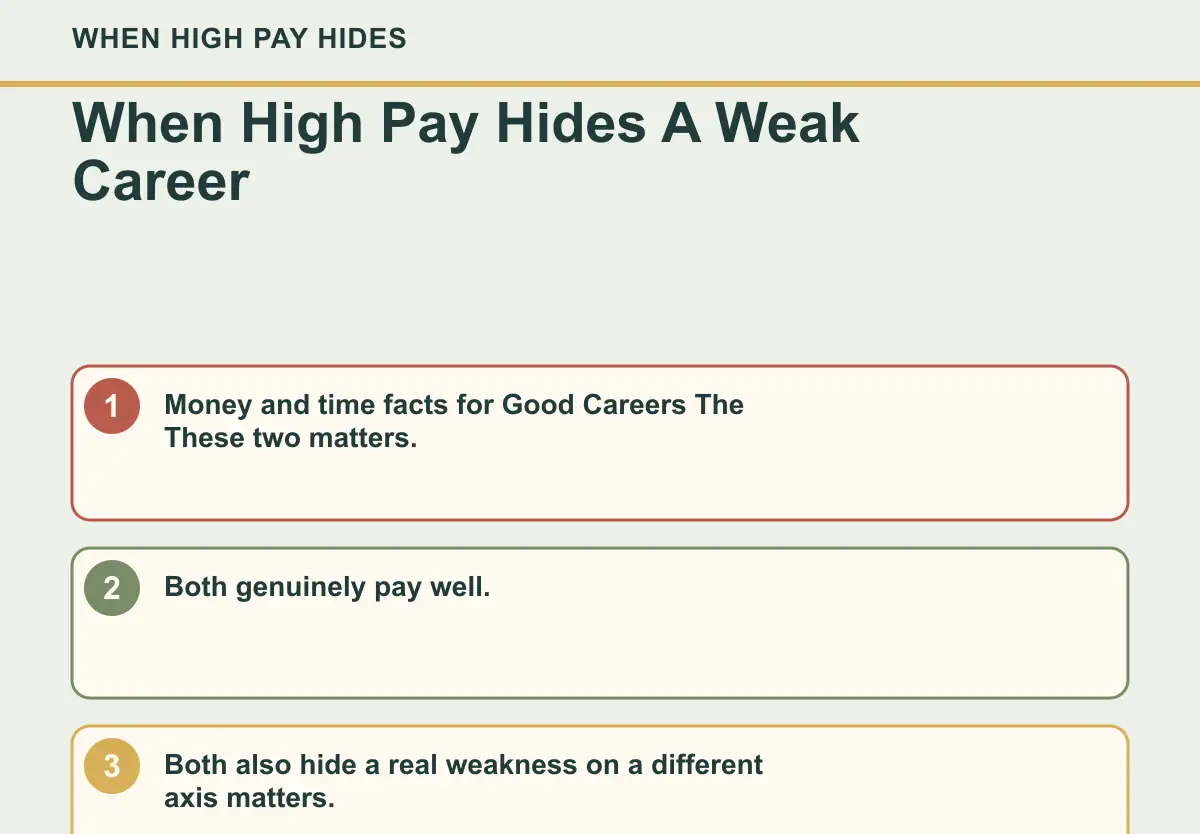 WHEN HIGH PAY HIDES
When High Pay Hides A Weak
Career
1
Money and time facts for Good Careers The
These two matters.
2
Both genuinely pay well.
3
Both also hide a real weakness on a different
axis matters.